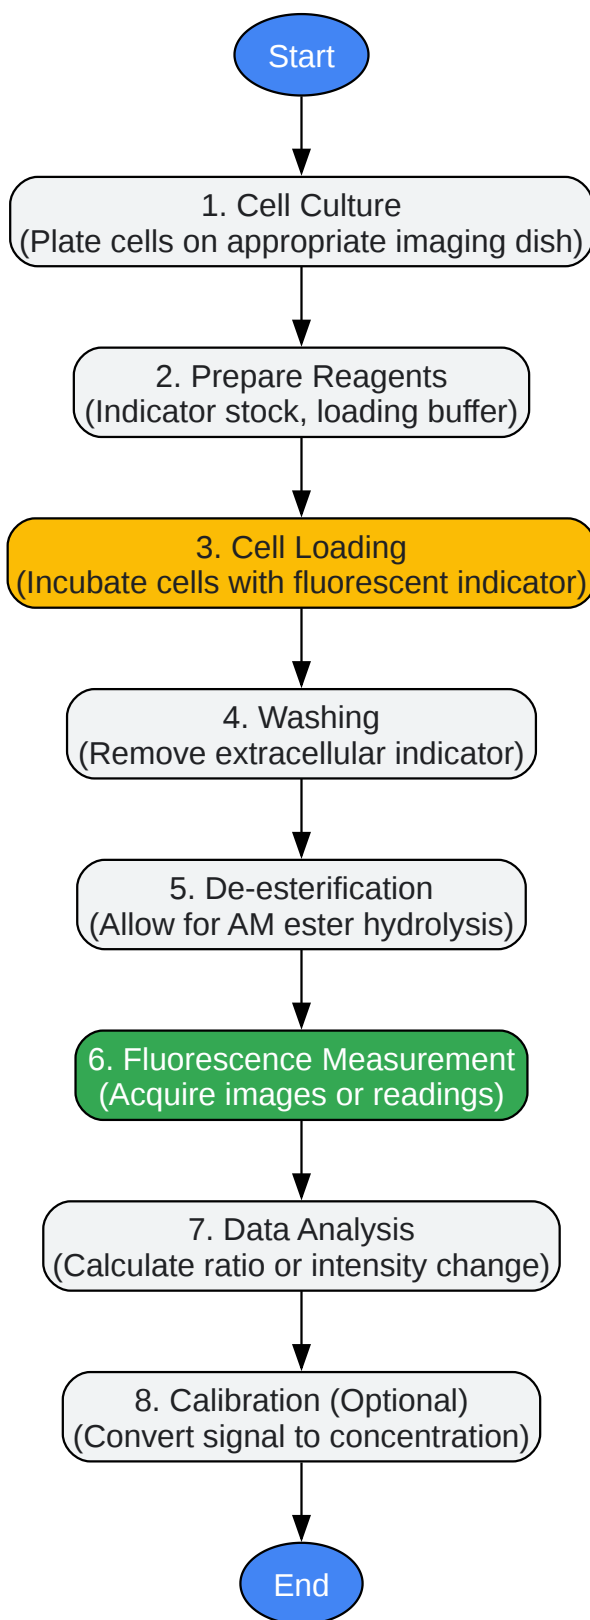 Start
1. Cell Culture
(Plate cells on appropriate imaging dish)
2. Prepare Reagents
(Indicator stock, loading buffer)
3. Cell Loading
(Incubate cells with fluorescent indicator)
4. Washing
(Remove extracellular indicator)
5. De-esterification
(Allow for AM ester hydrolysis)
6. Fluorescence Measurement
(Acquire images or readings)
7. Data Analysis
(Calculate ratio or intensity change)
8. Calibration (Optional)
(Convert signal to concentration)
End